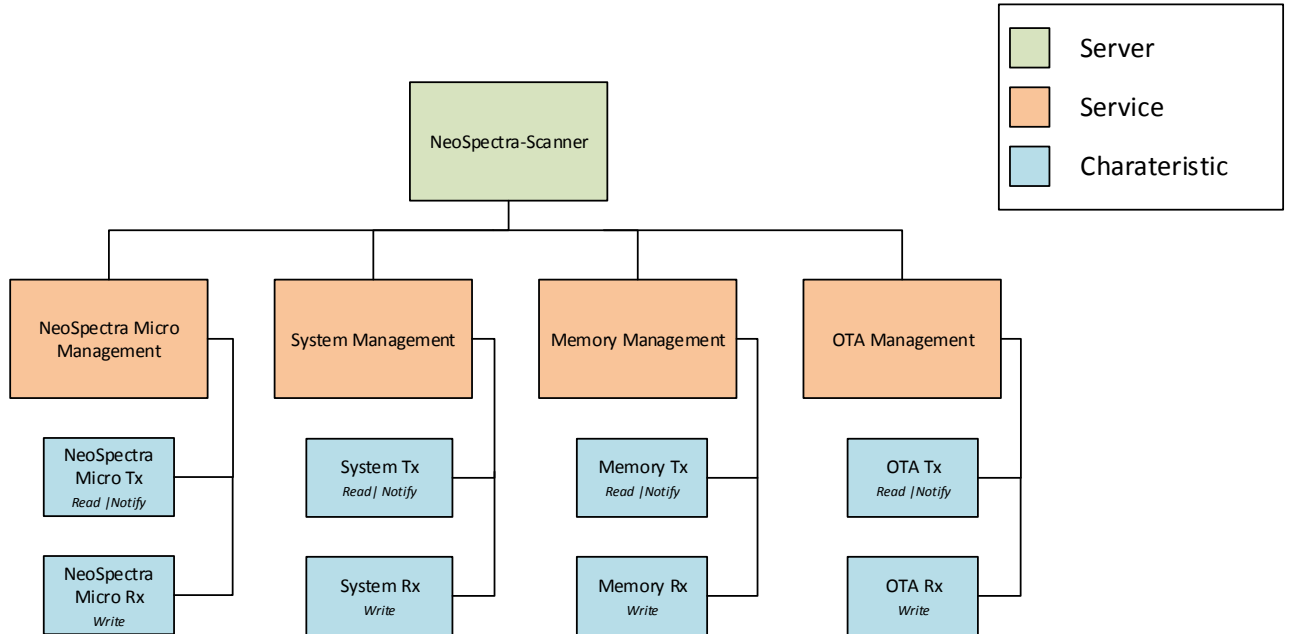 Server
Service
Charateristic
NeoSpectra-Scanner
NeoSpectra Micro
Management
System Management
Memory Management
OTA Management
NeoSpectra
Micro Tx
Read |Notify
System Tx
Read| Notify
Memory Tx
Read |Notify
OTA Tx
Read |Notify
NeoSpectra
Micro Rx
Write
System Rx
Write
Memory Rx
Write
OTA Rx
Write